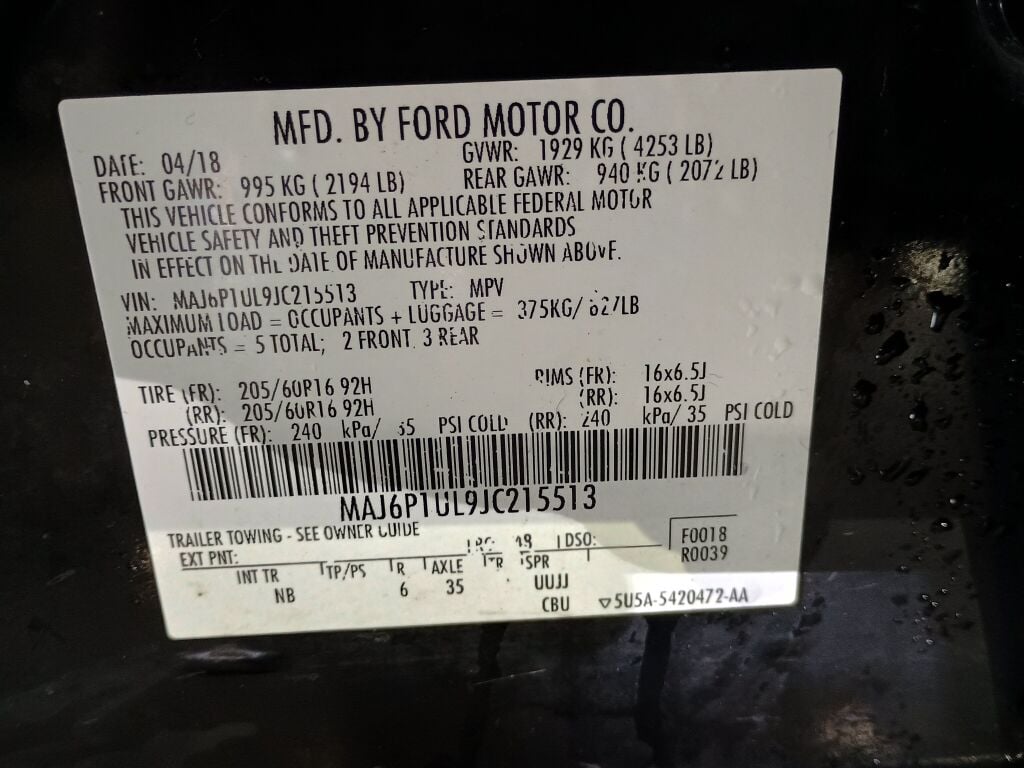 MFD. BY FORD MOTOR CO.
DATE: 04/18 GVWR: 1929 KG ( 4253 LB)
FRONT GAWR: 995 KG ( 2194 LB) REAR GAWR: 940 KG ( 2072 LB)
THIS VEHICLE CONFORMS TO ALL APPLICABLE FEDERAL MOTOR
VEHICLE SAFETY AND THEFT PREVENTION STANDARDS
IN EFFECT ON THE DATE OF MANUFACTURE SHOWN ABOVE.
VIN: MAJ6P1UL9JC215513 TYPE: MPV
MAXIMUM LOAD = OCCUPANTS + LUGGAGE = 375KG/ 827LB
OCCUPANTS = 5 TOTAL; 2 FRONT, 3 REAR
TIRE (FR): 205/60R16 92H RIMS (FR): 16x6.5J
(RR): 205/60R16 92H (RR): 16x6.5J
PRESSURE (FR): 240 kPa/ 35 PSI COLD (RR): 240 kPa/ 35 PSI COLD
MAJ6P1UL9JC215513
TRAILER TOWING - SEE OWNER GUIDE
EXT PNT: DSO: F0018
R0039
INT TR TP/PS R AXLE TR SPR
NB 6 35 UUJJ
CBU ▽5U5A-5420472-AA